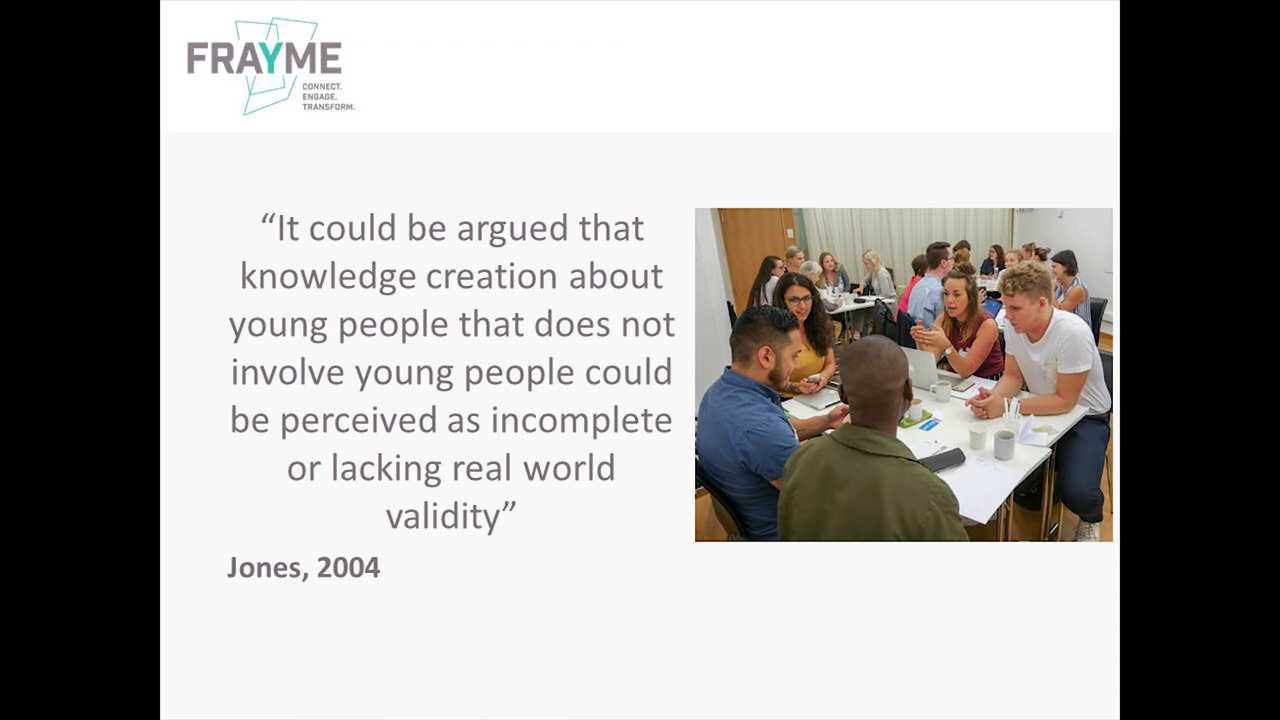 FRAYME
CONNECT.
ENGAGE.
TRANSFORM.
“It could be argued that
knowledge creation about
young people that does not
involve young people could
be perceived as incomplete
or lacking real world
validity”
Jones, 2004